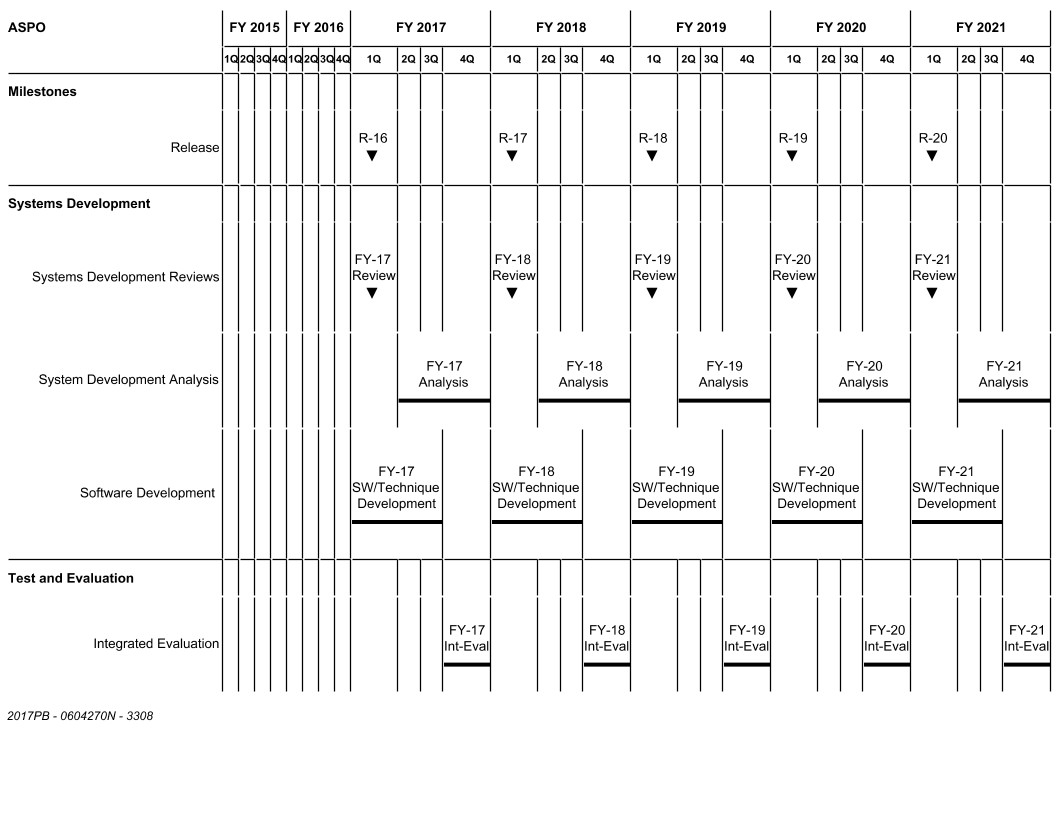 ASPO FY 2015 FY 2016 FY 2017 FY 2018 FY 2019 FY 2020 FY 2021
1Q 2Q 3Q 4Q 1Q 2Q 3Q 4Q 1Q 2Q 3Q 4Q 1Q 2Q 3Q 4Q 1Q 2Q 3Q 4Q 1Q 2Q 3Q 4Q 1Q 2Q 3Q 4Q
Milestones
R-16 R-17 R-18 R-19 R-20
Release
Systems Development
FY-17 FY-18 FY-19 FY-20 FY-21
Systems Development Reviews Review Review Review Review Review
FY-17 FY-18 FY-19 FY-20 FY-21
System Development Analysis Analysis Analysis Analysis Analysis Analysis
FY-17 FY-18 FY-19 FY-20 FY-21
Software Development SW/Technique SW/Technique SW/Technique SW/Technique SW/Technique
Development Development Development Development Development
Test and Evaluation
FY-17 FY-18 FY-19 FY-20 FY-21
Integrated Evaluation Int-Eval Int-Eval Int-Eval Int-Eval Int-Eval
2017PB - 0604270N - 3308